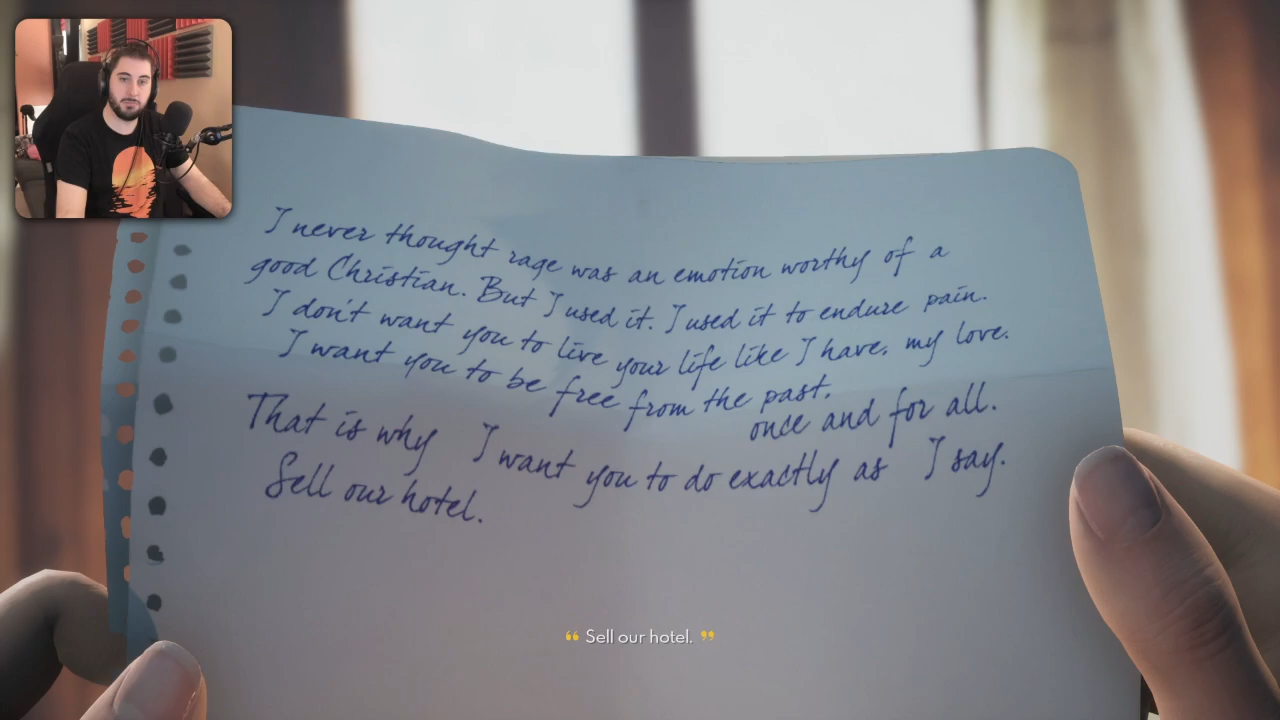 I never thought rage was an emotion worthy of a
good Christian. But I used it. I used it to endure pain.
I don't want you to live your life like I have, my love.
I want you to be free from the past,
once and for all.
That is why I want you to do exactly as I say.
Sell our hotel.
“ Sell our hotel. ”